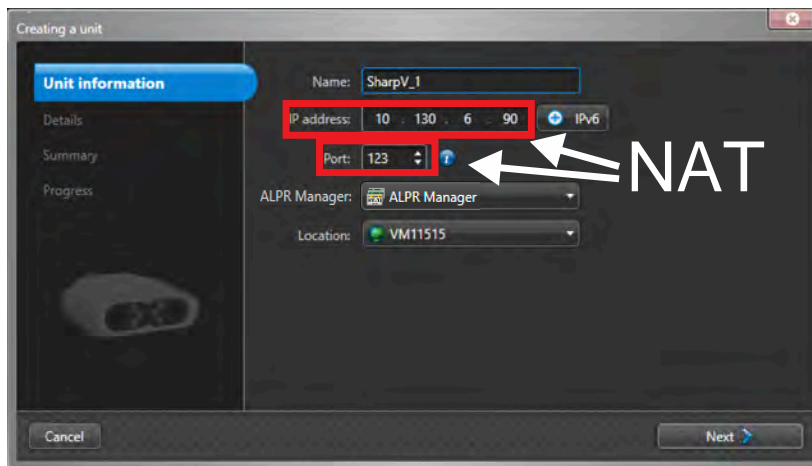 Creating a unit
Unit information
Details
Summary
Progress
Name: SharpV_1
IP address: 10 . 130 . 6 . 90 IPv6
Port: 123
NAT
ALPR Manager: ALPR Manager
Location: VM11515
Cancel
Next